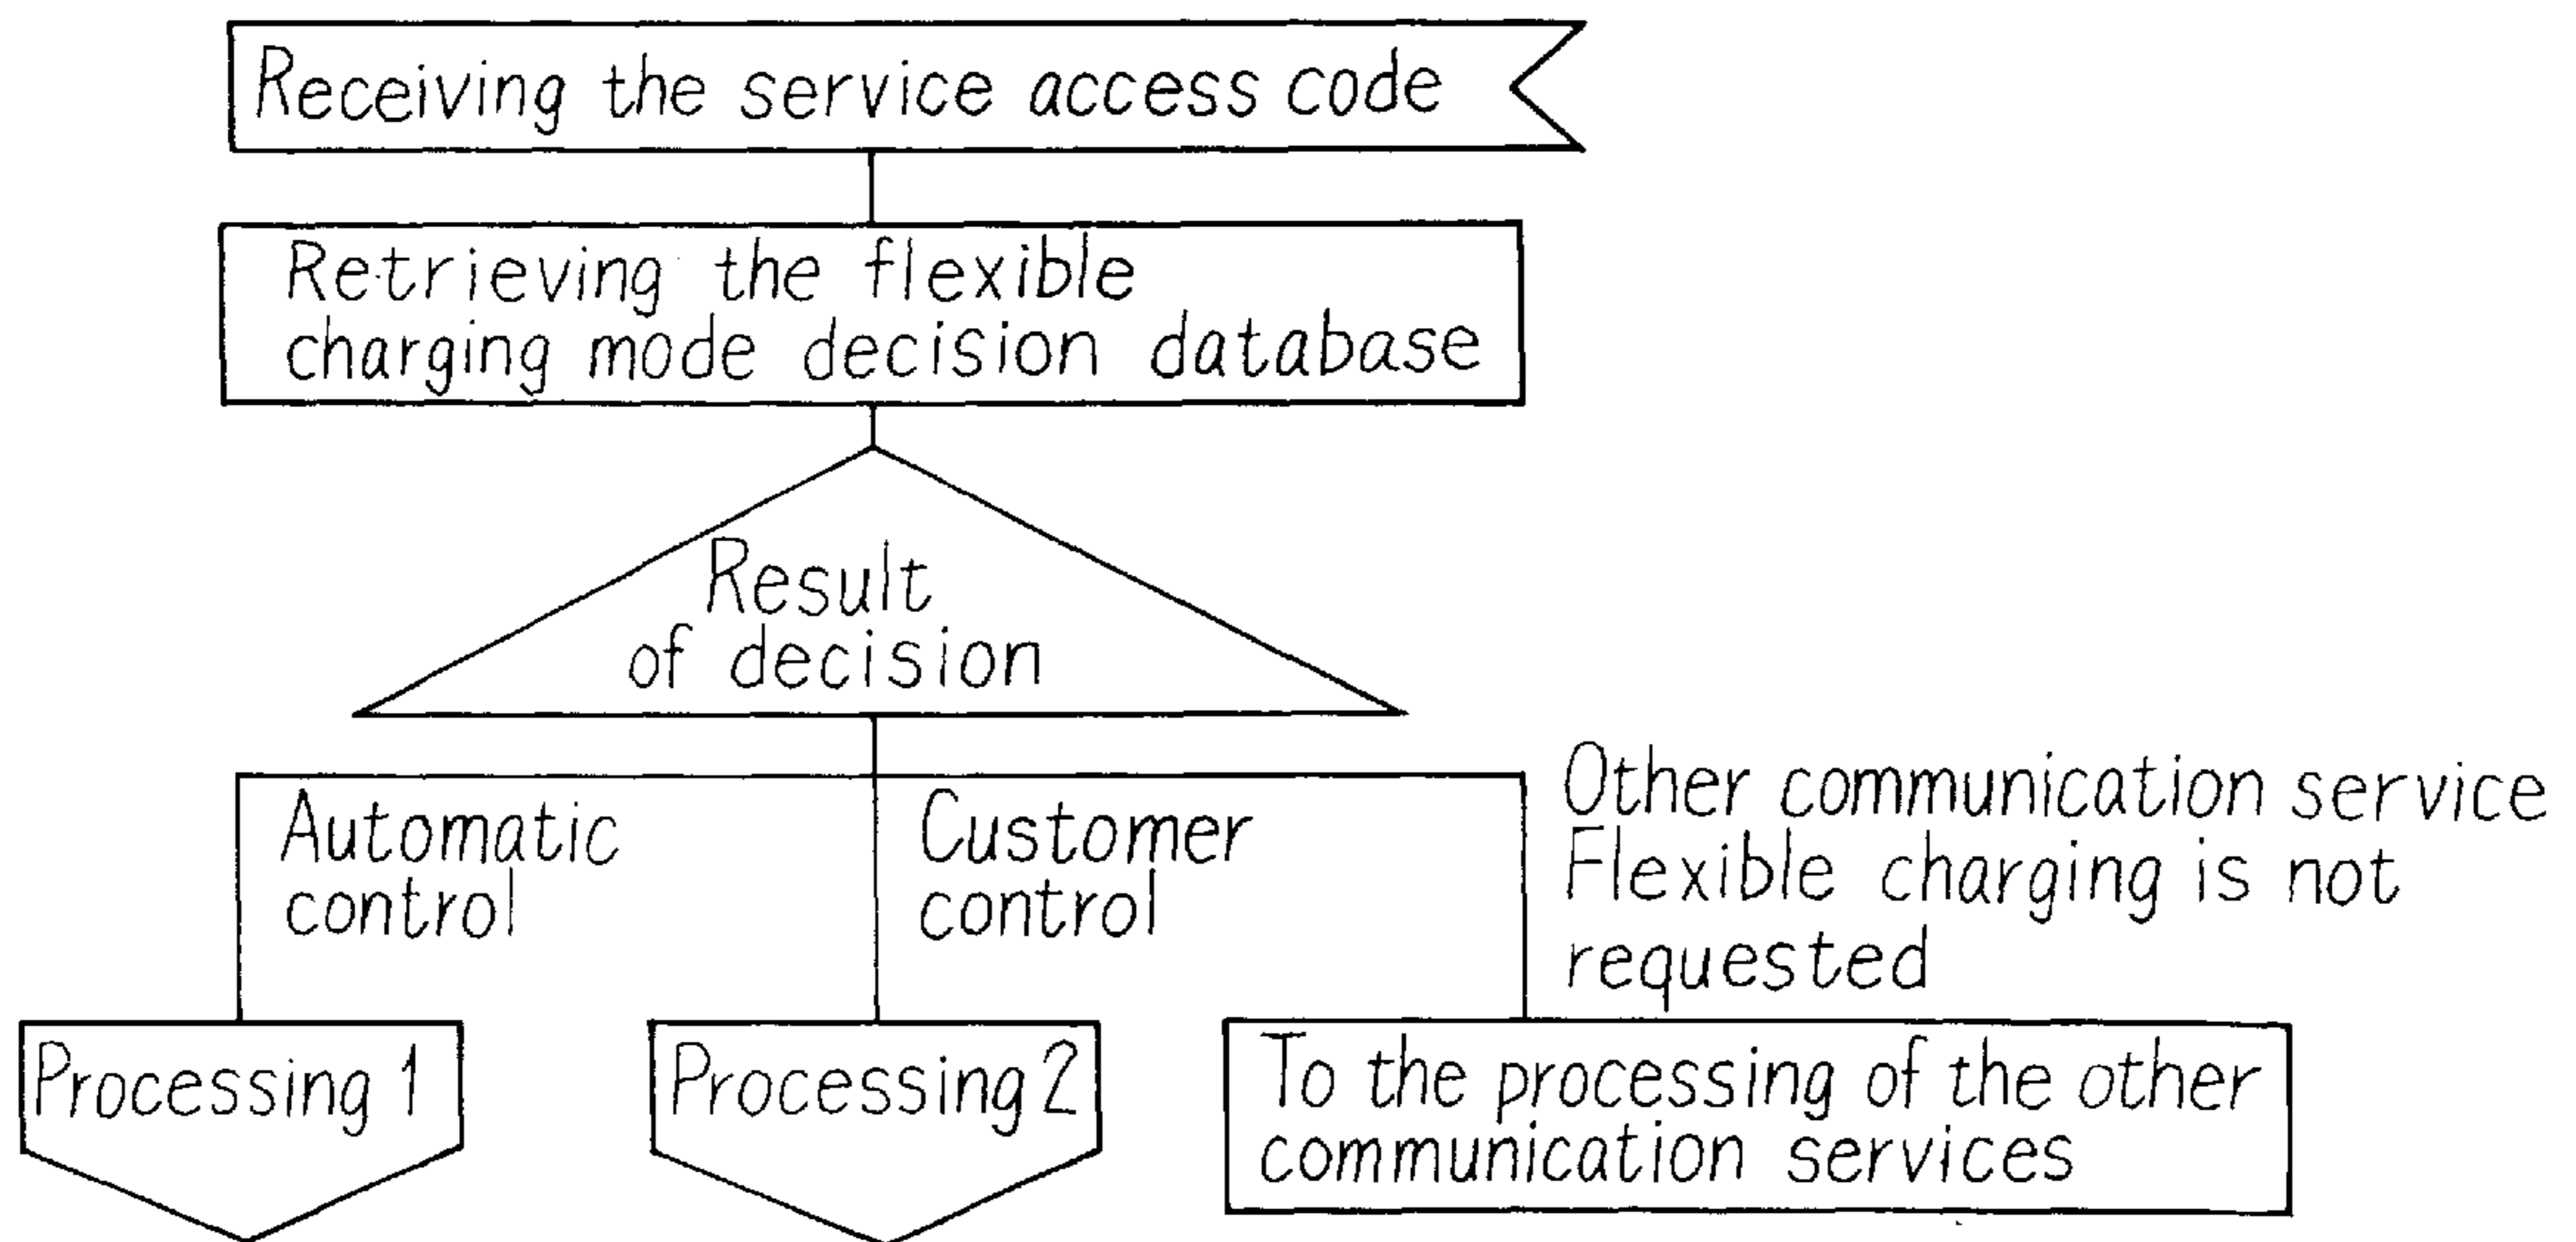 Receiving the service access code
Retrieving the flexible
charging mode decision database
Result
of decision
Automatic
control
Customer
control
Other communication service
Flexible charging is not
requested
Processing 1
Processing 2
To the processing of the other
communication services